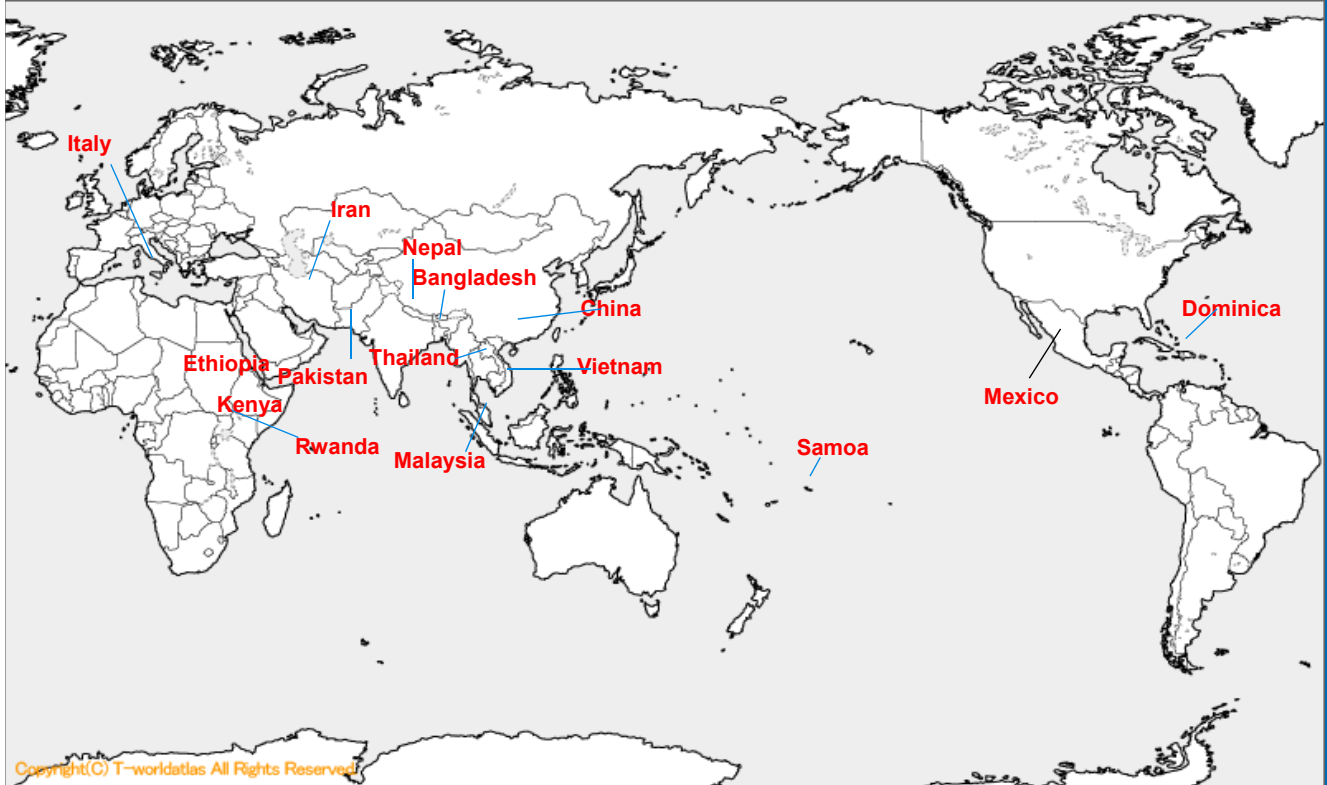 Italy
Iran
Nepal
Bangladesh
China
Dominica
Ethiopia
Pakistan
Thailand
Vietnam
Kenya
Mexico
Rwanda
Malaysia
Samoa
Copyright(C) T-worldatlas All Rights Reserved